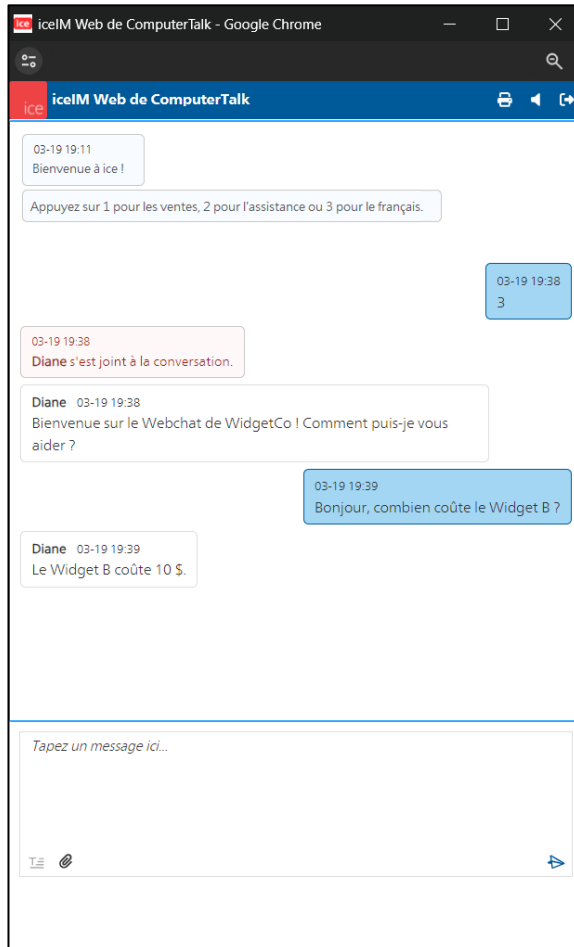 ice iceIM Web de ComputerTalk - Google Chrome
ice iceIM Web de ComputerTalk
03-19 19:11
Bienvenue à ice !
Appuyez sur 1 pour les ventes, 2 pour l'assistance ou 3 pour le français.
03-19 19:38
3
03-19 19:38
Diane s'est joint à la conversation.
Diane 03-19 19:38
Bienvenue sur le Webchat de WidgetCo ! Comment puis-je vous
aider ?
03-19 19:39
Bonjour, combien coûte le Widget B ?
Diane 03-19 19:39
Le Widget B coûte 10 $.
Tapez un message ici...